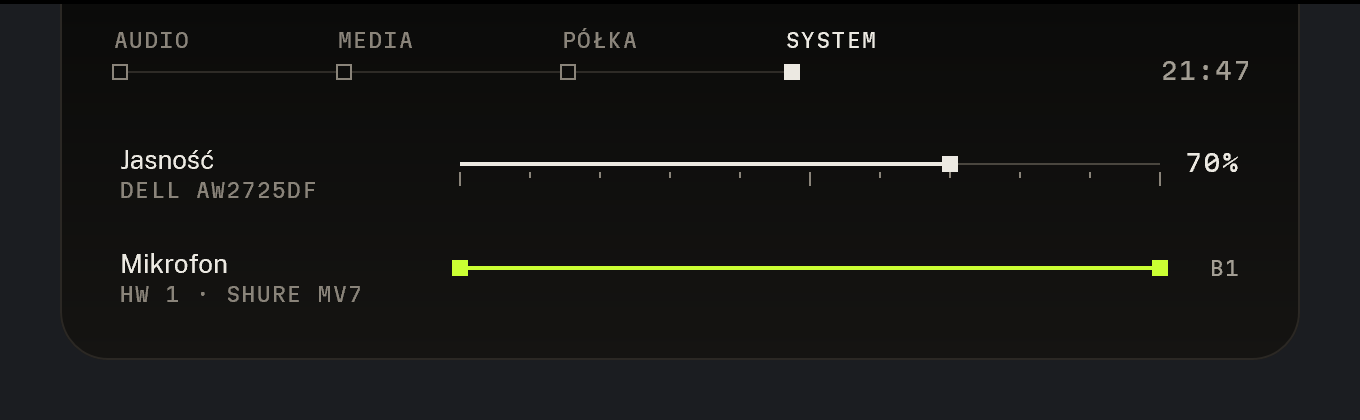 AUDIO MEDIA PÓŁKA SYSTEM
21:47
Jasność 70%
DELL AW2725DF
Mikrofon B1
HW 1 · SHURE MV7